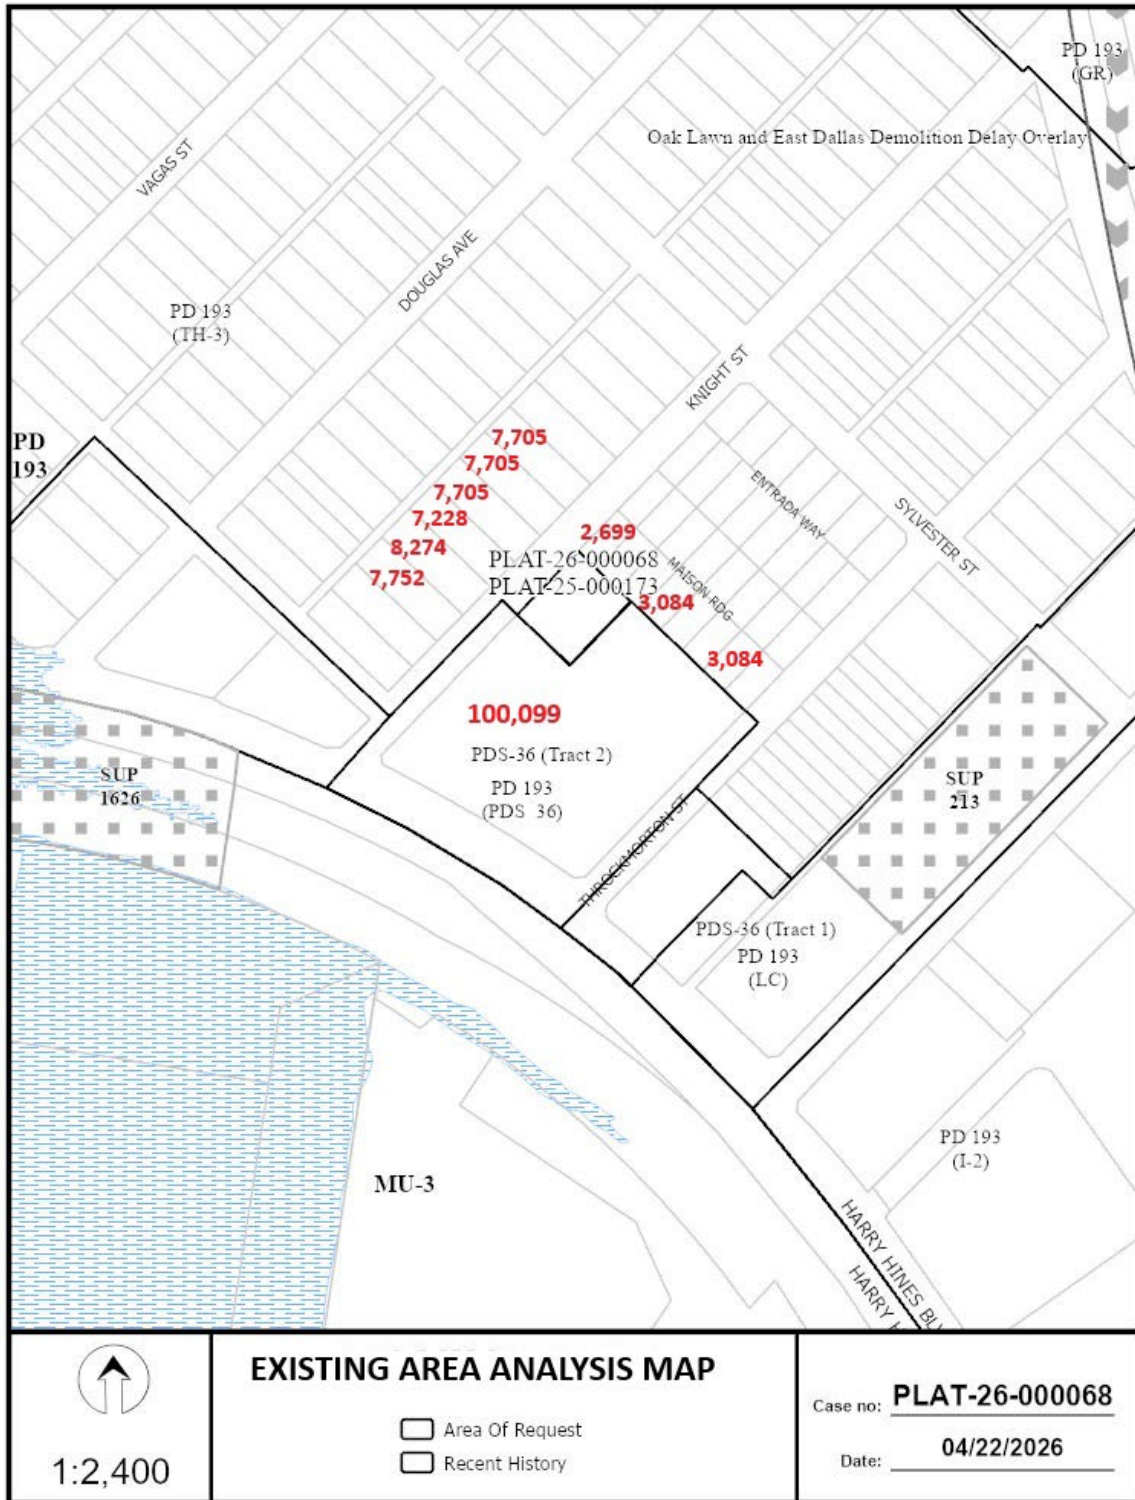 PD 193
(GR)
Oak Lawn and East Dallas Demolition Delay Overlay
VAGAS ST
DOUGLAS AVE
PD 193
(TH-3)
KNIGHT ST
PD
193
7,705
7,705
7,705
7,228
8,274
7,752
ENTRADA WAY
SYLVESTER ST
2,699
PLAT-26-000068
PLAT-25-000173
MAISON RDG
3,084
3,084
100,099
PDS-36 (Tract 2)
PD 193
(PDS 36)
SUP
1626
SUP
213
THROCKMORTON ST
PDS-36 (Tract 1)
PD 193
(LC)
PD 193
(I-2)
MU-3
HARRY HINES BLV
HARRY H
EXISTING AREA ANALYSIS MAP
Area Of Request
Recent History
1:2,400
Case no: PLAT-26-000068
Date: 04/22/2026